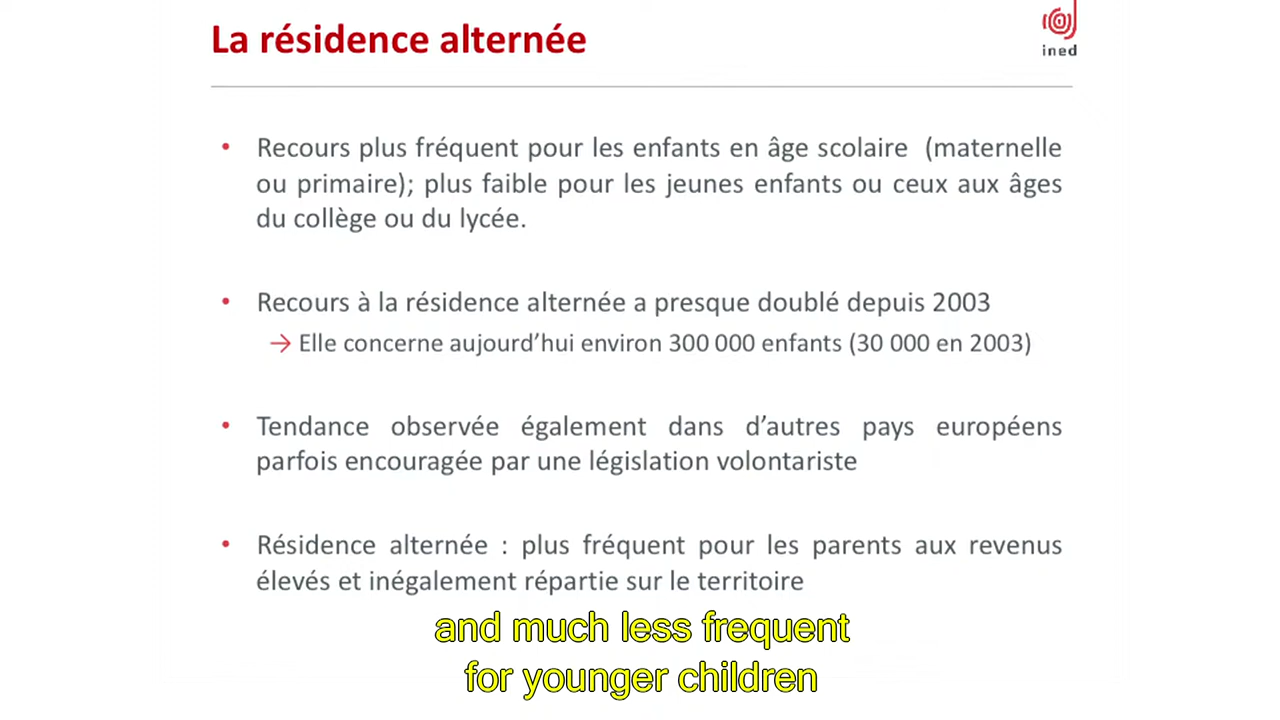 La résidence alternée
ined
• Recours plus fréquent pour les enfants en âge scolaire (maternelle
ou primaire); plus faible pour les jeunes enfants ou ceux aux âges
du collège ou du lycée.
• Recours à la résidence alternée a presque doublé depuis 2003
→ Elle concerne aujourd’hui environ 300 000 enfants (30 000 en 2003)
• Tendance observée également dans d’autres pays européens
parfois encouragée par une législation volontariste
• Résidence alternée : plus fréquent pour les parents aux revenus
élevés et inégalement répartie sur le territoire
and much less frequent
for younger children